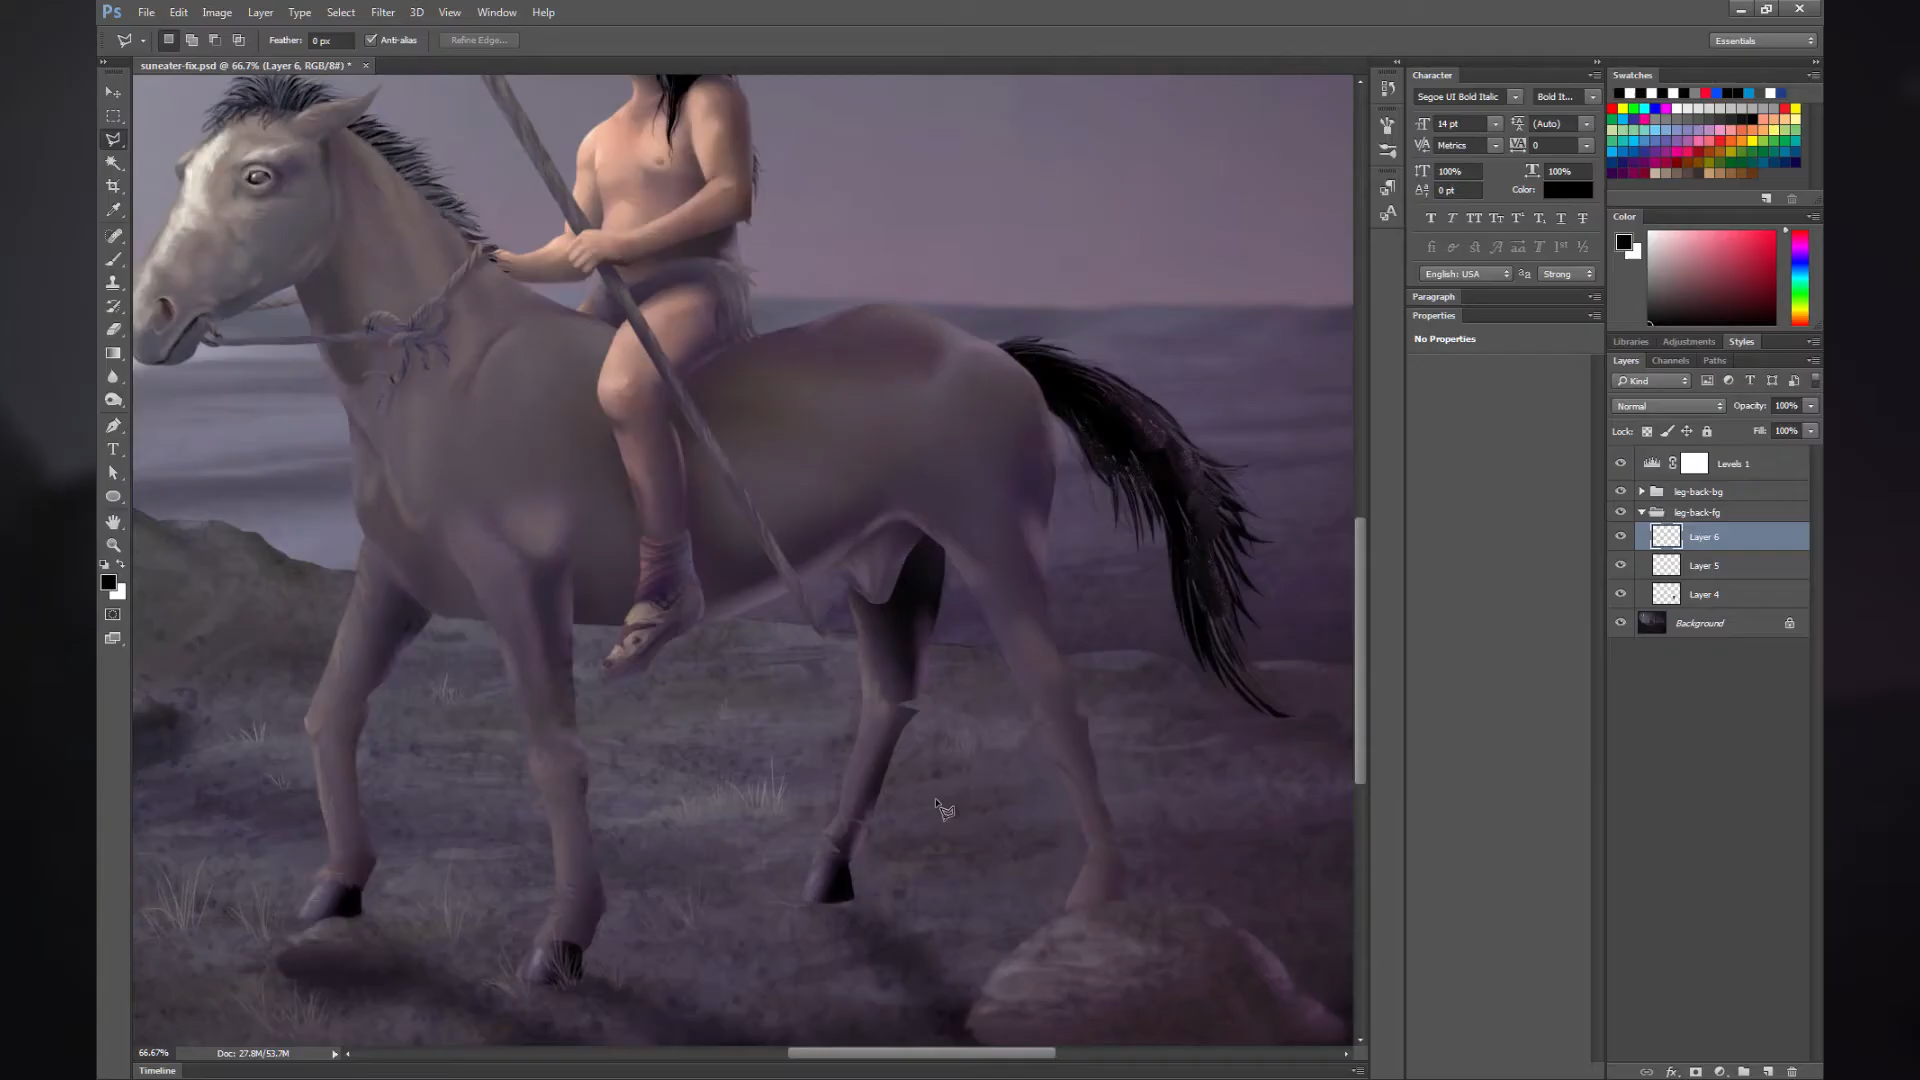 Ps File Edit Image Layer Type Select Filter 3D View Window Help
Feather: 0 px Anti-alias Refine Edge... Essentials
suneater-fix.psd @ 66.7% (Layer 6, RGB/8#) * ×
Character
Segoe UI Bold Italic Bold It...
14 pt (Auto)
Metrics 0
100% 100%
0 pt Color:
English: USA aa Strong
Paragraph
Properties
No Properties
Swatches
Color
Libraries Adjustments Styles
Layers Channels Paths
Kind
Normal Opacity: 100%
Lock: Fill: 100%
Levels 1
leg-back-bg
leg-back-fg
Layer 6
Layer 5
Layer 4
Background
66.67% Doc: 27.8M/53.7M
Timeline